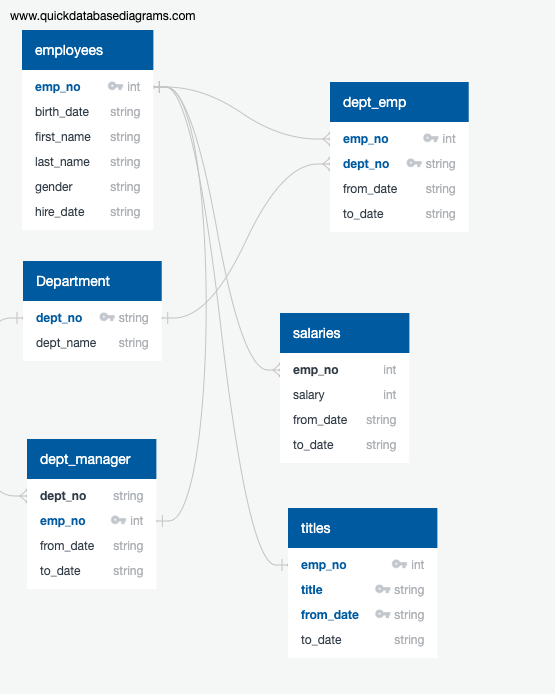 www.quickdatabasediagrams.com
employees
emp_no int
birth_date string
first_name string
last_name string
gender string
hire_date string
dept_emp
emp_no int
dept_no string
from_date string
to_date string
Department
dept_no string
dept_name string
salaries
emp_no int
salary int
from_date string
to_date string
dept_manager
dept_no string
emp_no int
from_date string
to_date string
titles
emp_no int
title string
from_date string
to_date string